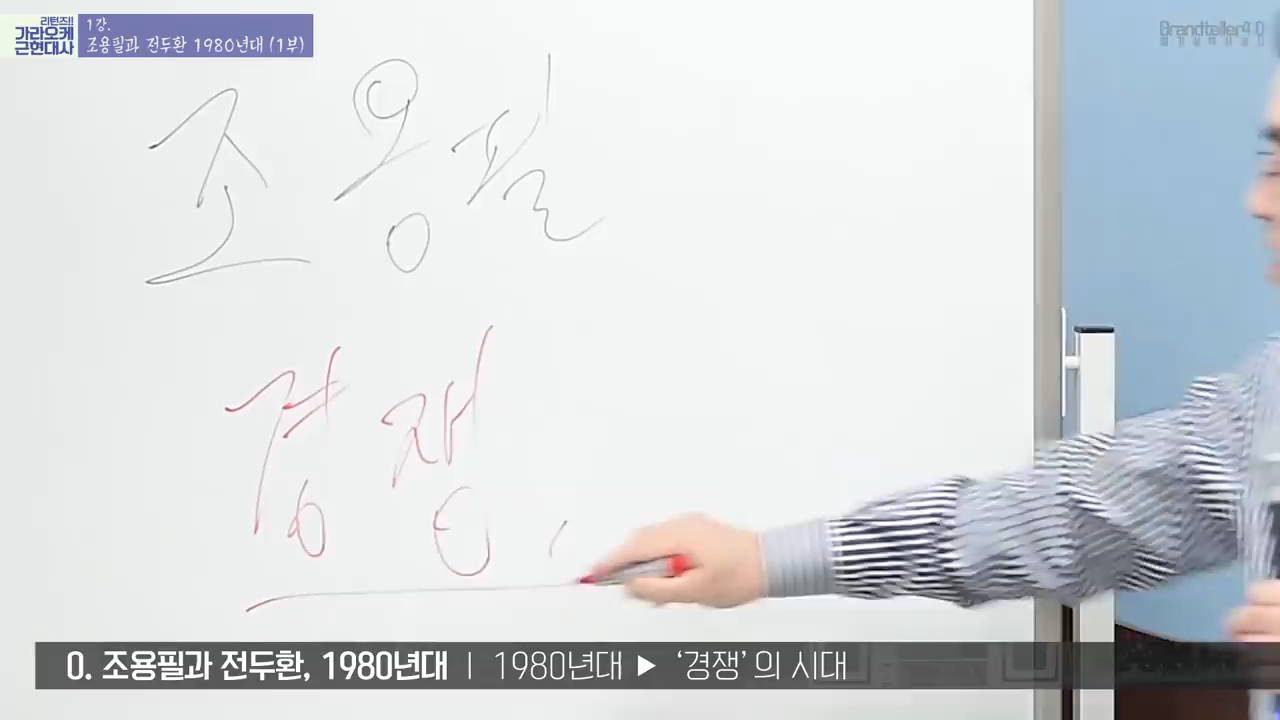 리턴즈!!
가라오케
근현대사
1강.
조용필과 전두환 1980년대 (1부)
Grandteller4.0
조용필
경쟁
0. 조용필과 전두환, 1980년대 | 1980년대 ▶ ‘경쟁’의 시대